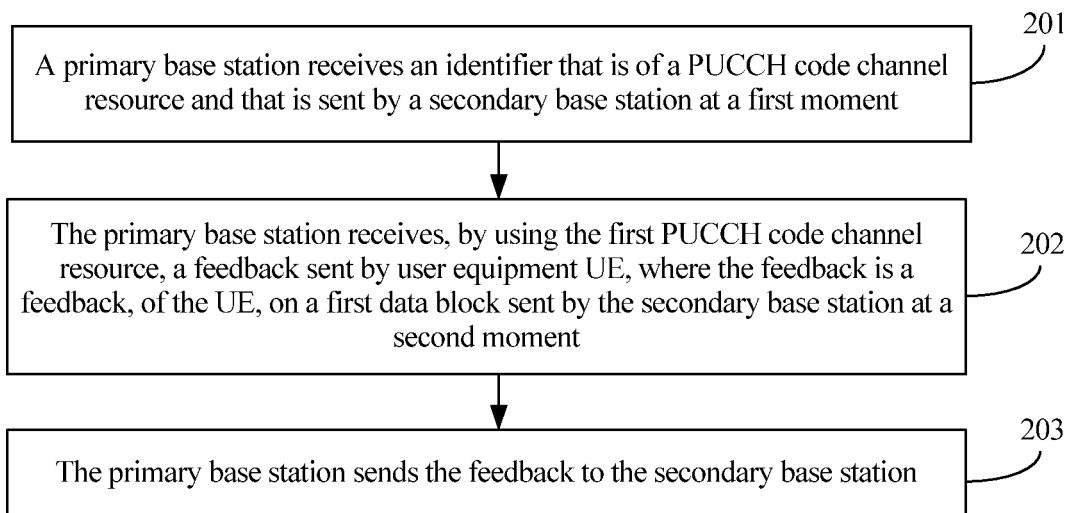 201
A primary base station receives an identifier that is of a PUCCH code channel
resource and that is sent by a secondary base station at a first moment
The primary base station receives, by using the first PUCCH code channel
resource, a feedback sent by user equipment UE, where the feedback is a
feedback, of the UE, on a first data block sent by the secondary base station at a
second moment
202
203
The primary base station sends the feedback to the secondary base station